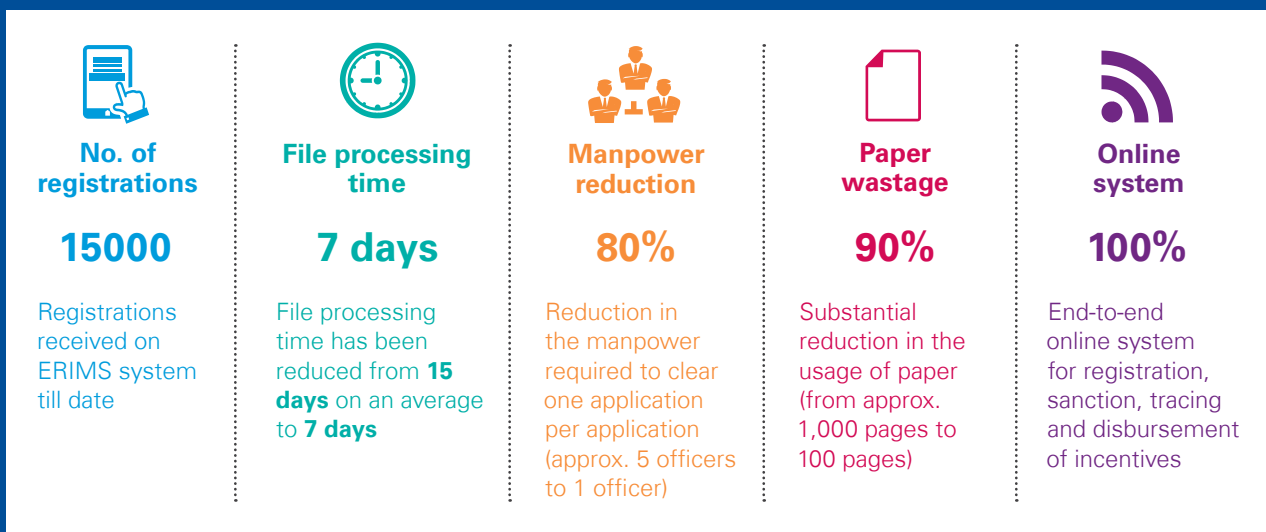 No. of
registrations
15000
Registrations
received on
ERIMS system
till date
File processing
time
7 days
File processing
time has been
reduced from 15
days on an average
to 7 days
Manpower
reduction
80%
Reduction in
the manpower
required to clear
one application
per application
(approx. 5 officers
to 1 officer)
Paper
wastage
90%
Substantial
reduction in the
usage of paper
(from approx.
1,000 pages to
100 pages)
Online
system
100%
End-to-end
online system
for registration,
sanction, tracing
and disbursement
of incentives